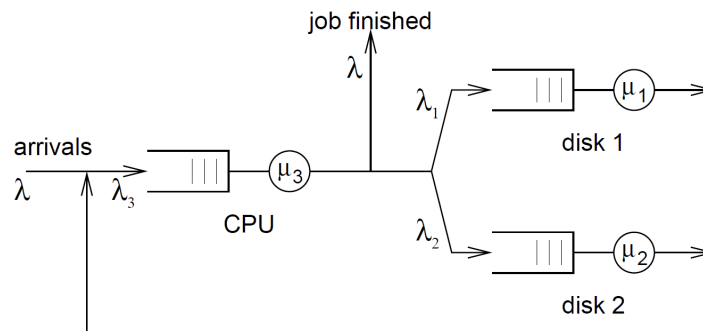 job finished
λ
λ₁
μ₁
disk 1
arrivals
λ
λ₃
μ₃
CPU
λ₂
μ₂
disk 2